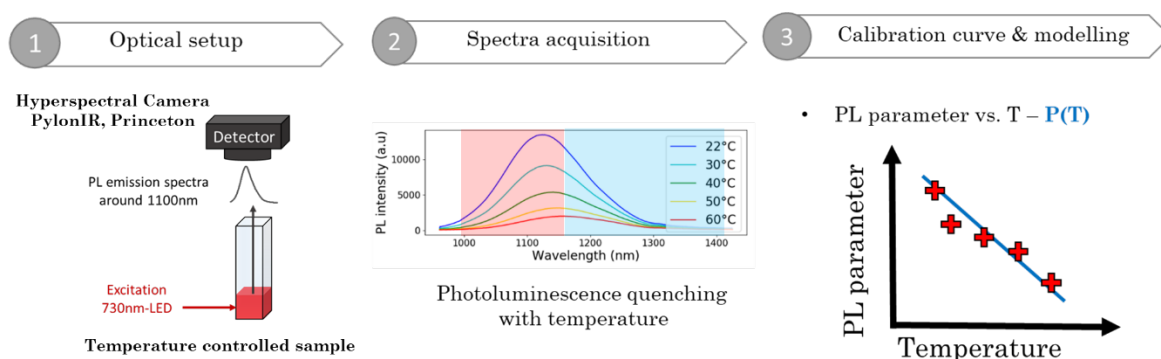 1
Optical setup
2
Spectra acquisition
3
Calibration curve & modelling
Hyperspectral Camera
PylonIR, Princeton
Detector
PL emission spectra
around 1100nm
Excitation
730nm-LED
Temperature controlled sample
PL intensity (a.u)
10000
5000
0
22°C
30°C
40°C
50°C
60°C
1000
1100
1200
1300
1400
Wavelength (nm)
Photoluminescence quenching
with temperature
• PL parameter vs. T – P(T)
PL parameter
Temperature